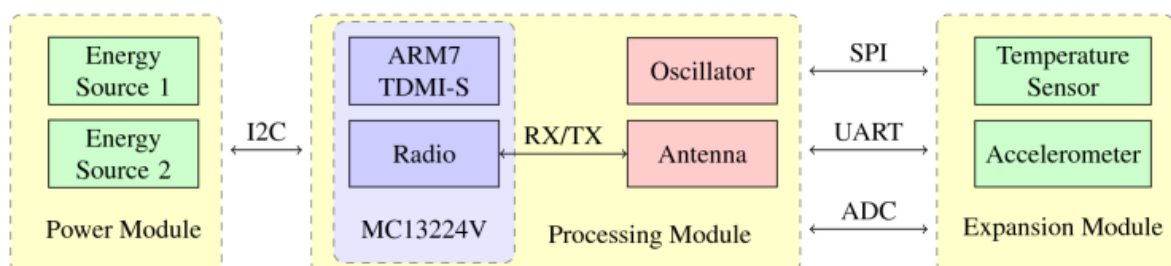 Energy
Source 1
Energy
Source 2
Power Module
I2C
ARM7
TDMI-S
Radio
MC13224V
RX/TX
Oscillator
Antenna
Processing Module
SPI
UART
ADC
Temperature
Sensor
Accelerometer
Expansion Module